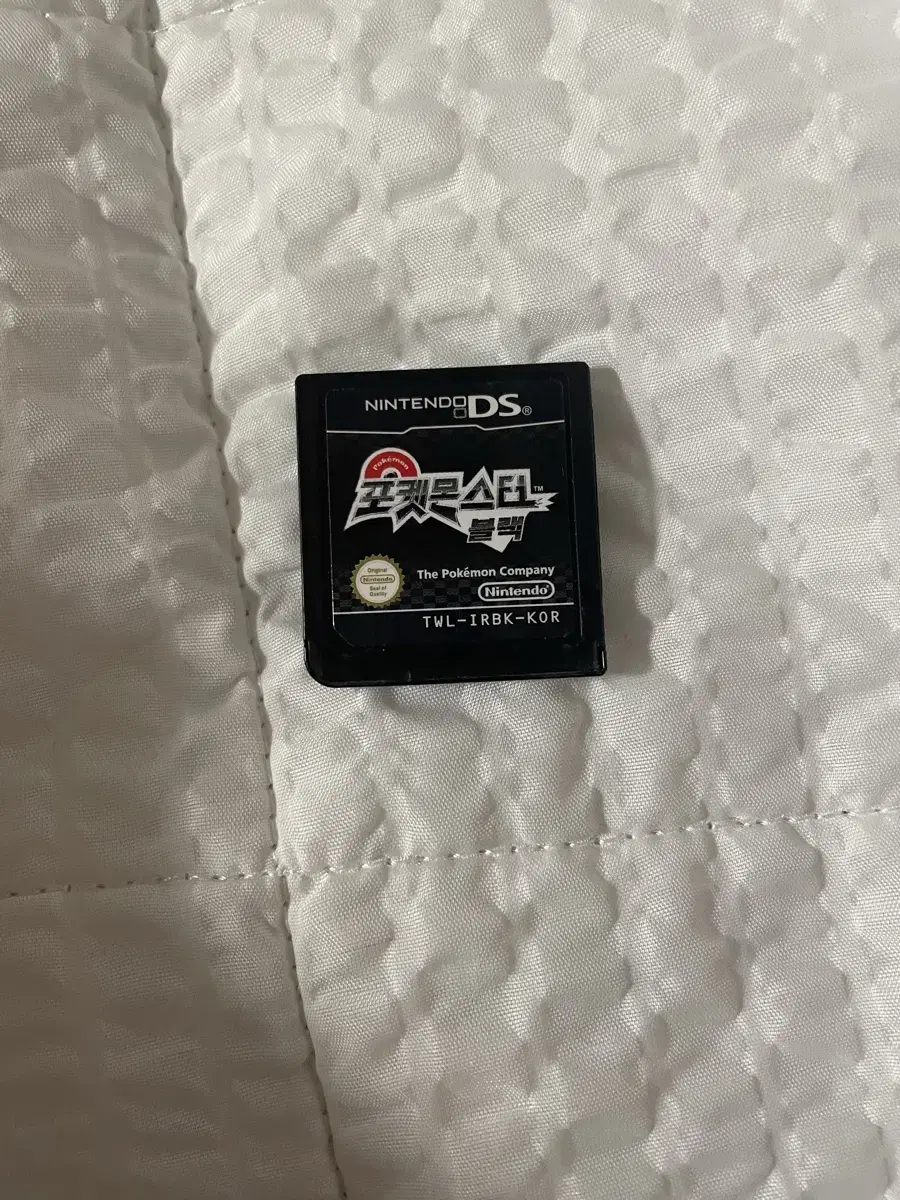 NINTENDO DS®
Pokémon
포켓몬스터™
블랙
Original
Nintendo
Seal of
Quality
The Pokémon Company
Nintendo®
TWL-IRBK-KOR